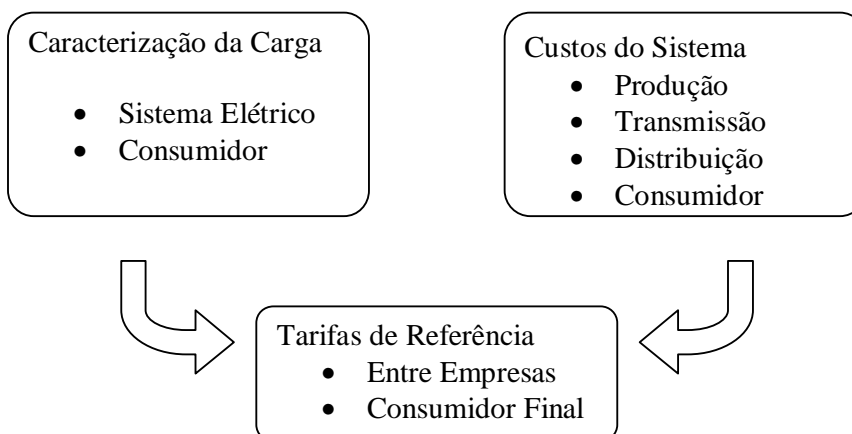 Caracterização da Carga
• Sistema Elétrico
• Consumidor
Custos do Sistema
• Produção
• Transmissão
• Distribuição
• Consumidor
Tarifas de Referência
• Entre Empresas
• Consumidor Final